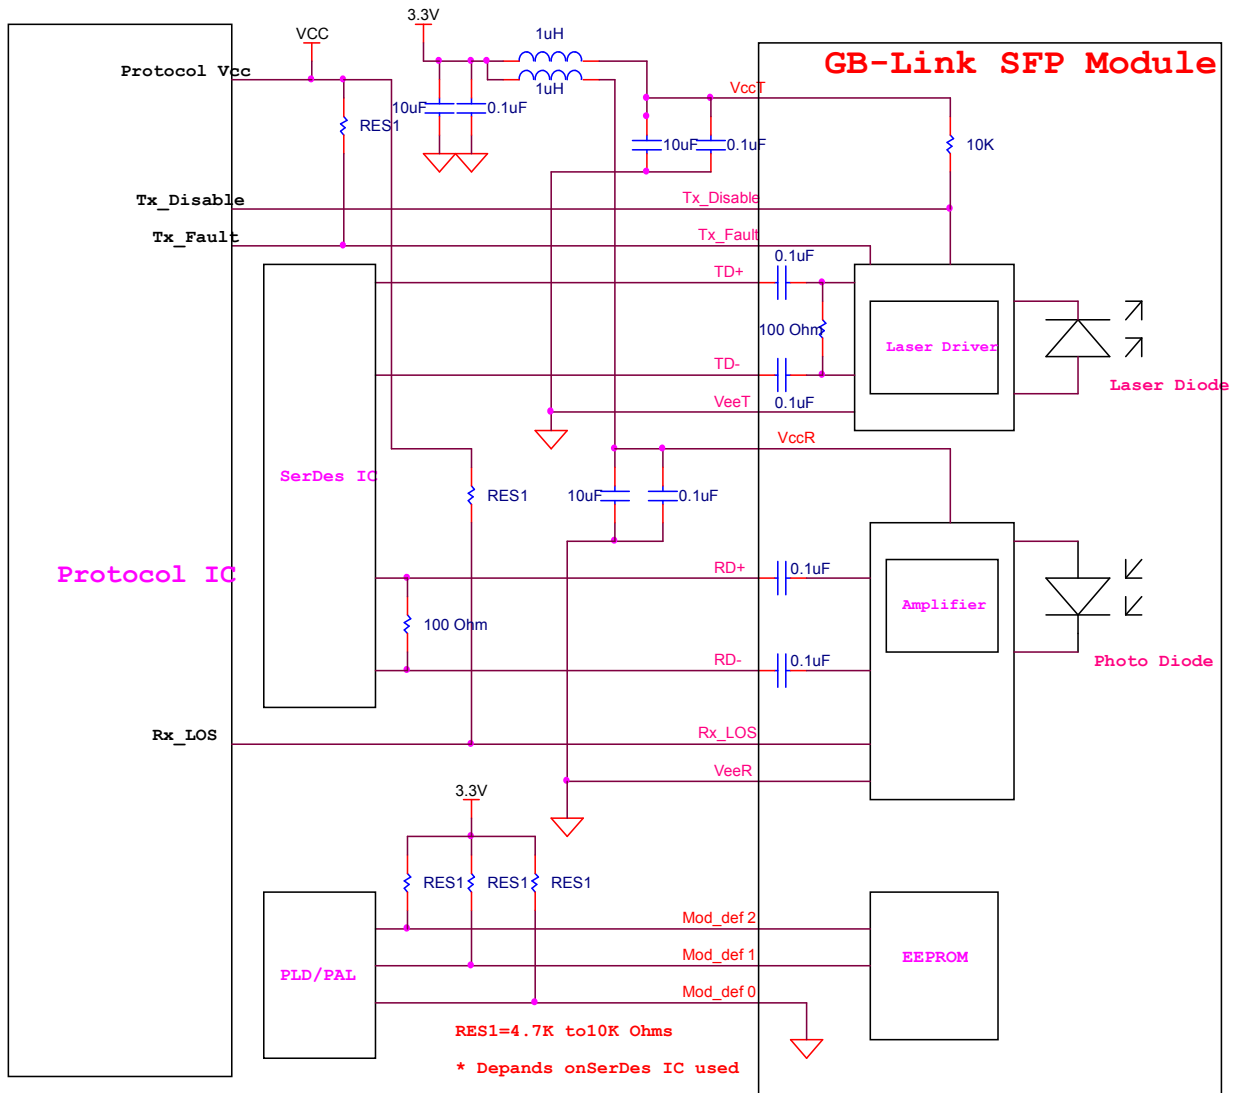 3.3V
VCC
1uH
GB-Link SFP Module
Protocol Vcc
1uH
VccT
10uF
0.1uF
RES1
10uF
0.1uF
10K
Tx_Disable
Tx_Disable
Tx_Fault
Tx_Fault
0.1uF
TD+
100 Ohm
Laser Driver
TD-
Laser Diode
VeeT
0.1uF
VccR
SerDes IC
RES1
10uF
0.1uF
Protocol IC
RD+
0.1uF
Amplifier
100 Ohm
RD-
0.1uF
Photo Diode
Rx_LOS
Rx_LOS
VeeR
3.3V
RES1
RES1
RES1
Mod_def 2
Mod_def 1
EEPROM
PLD/PAL
Mod_def 0
RES1=4.7K to10K Ohms
* Depands onSerDes IC used